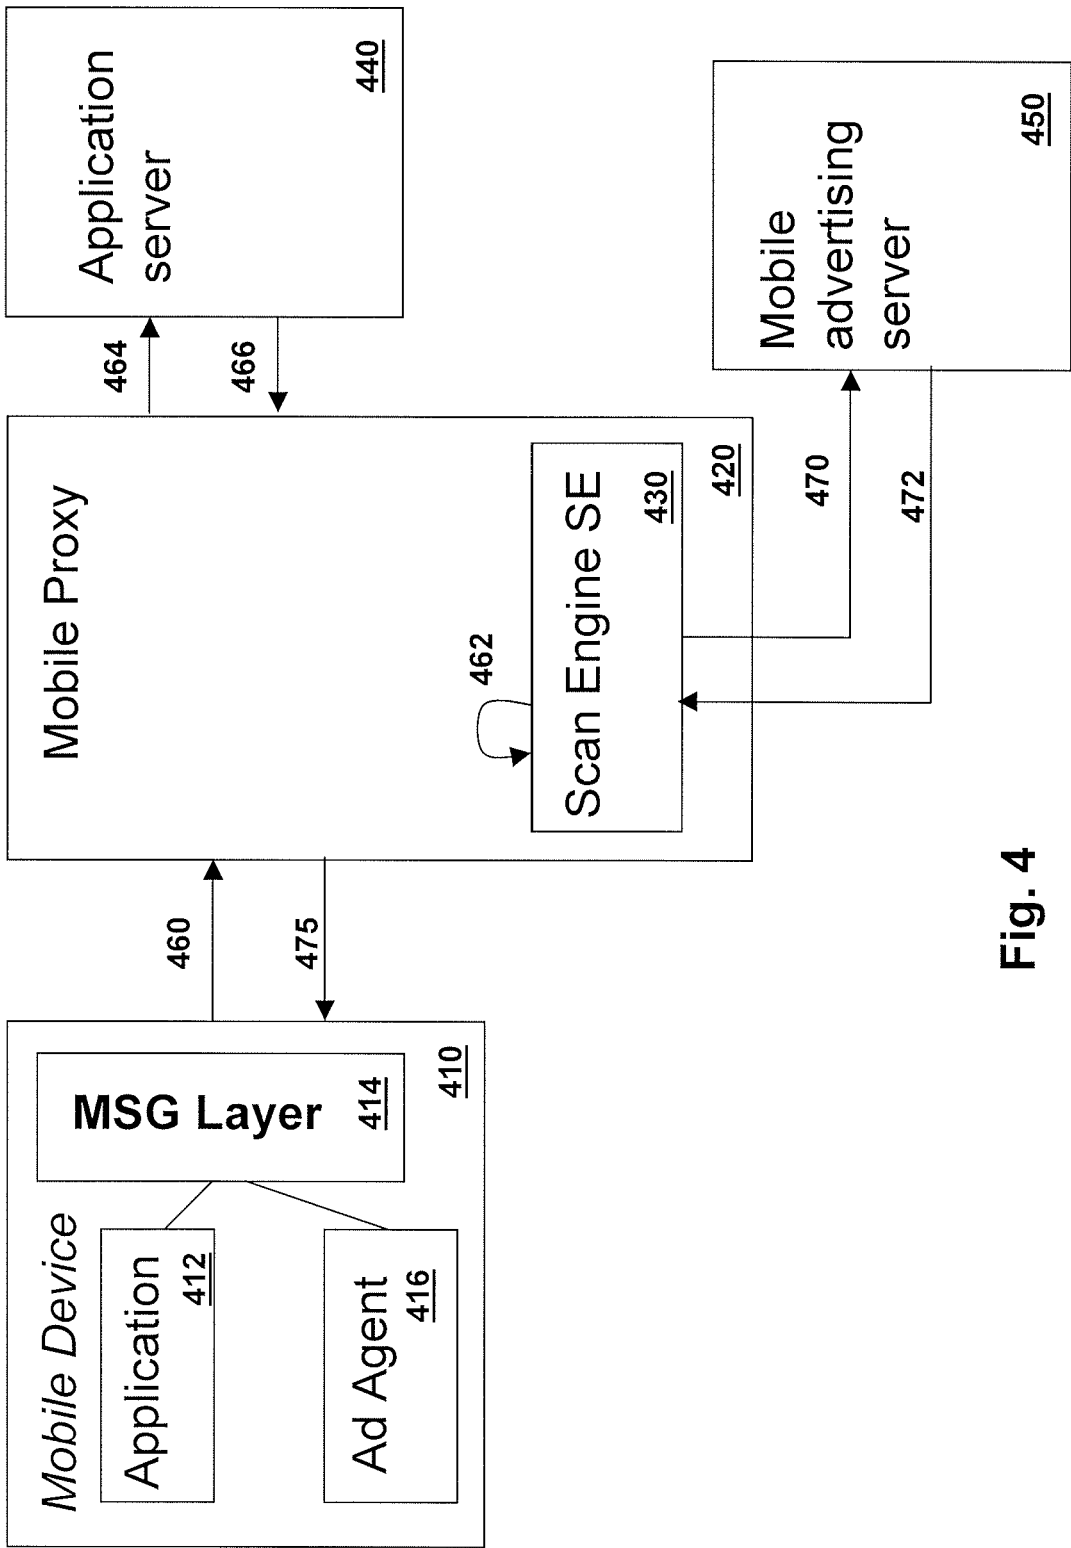 Mobile Device
Application
412
Ad Agent
416
MSG Layer
414
410
460
475
Mobile Proxy
462
Scan Engine SE
430
420
464
466
Application
server
440
470
472
Mobile
advertising
server
450
Fig. 4